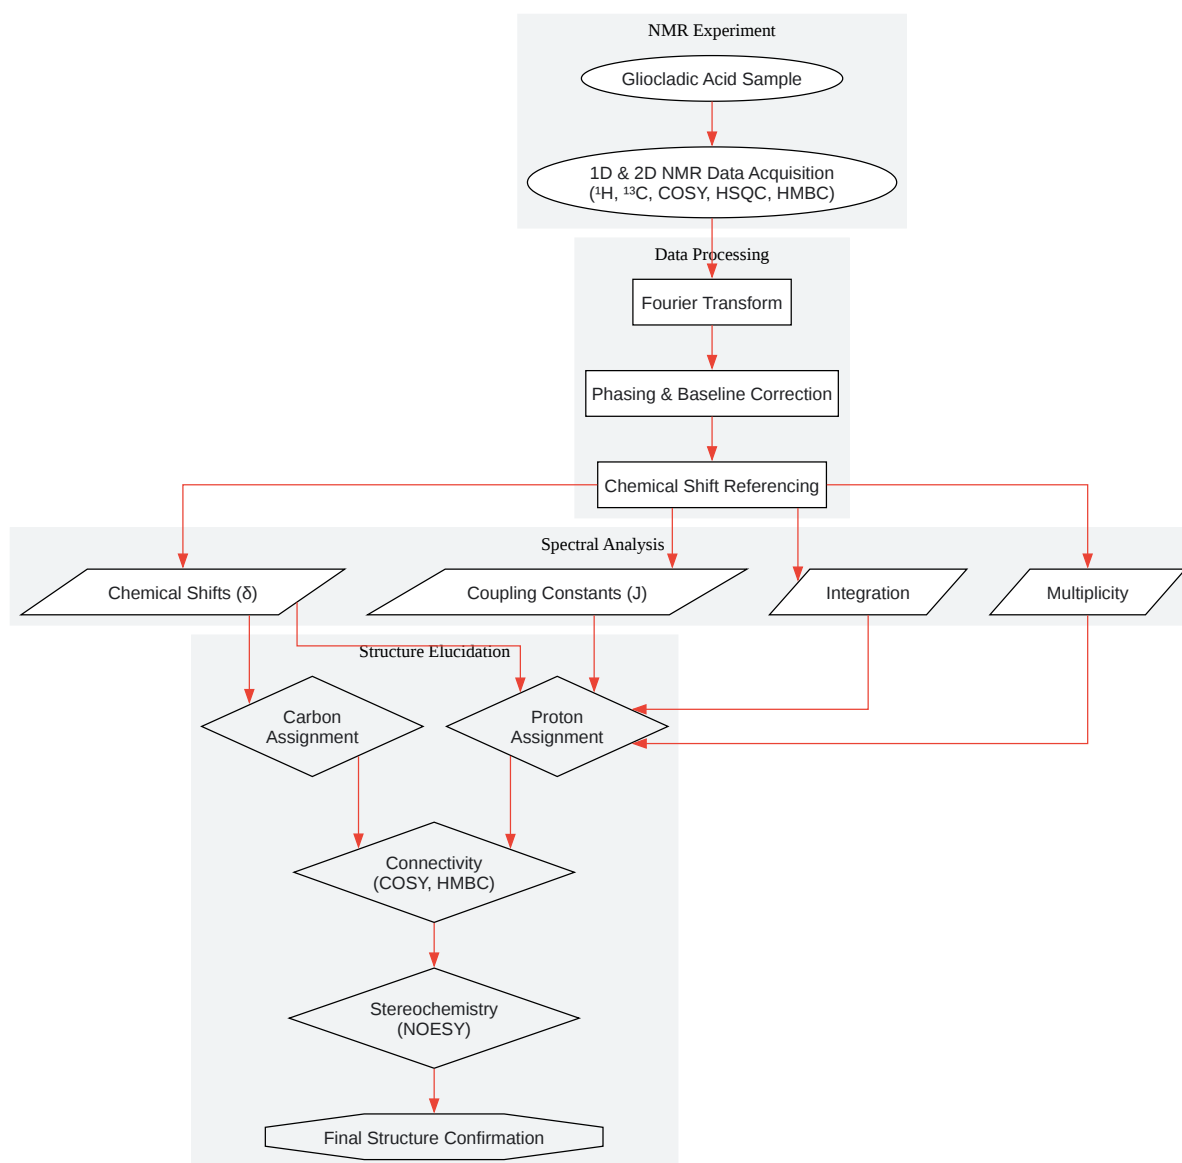 NMR Experiment
Gliocladic Acid Sample
1D & 2D NMR Data Acquisition
(¹H, ¹³C, COSY, HSQC, HMBC)
Data Processing
Fourier Transform
Phasing & Baseline Correction
Chemical Shift Referencing
Spectral Analysis
Chemical Shifts (δ)
Coupling Constants (J)
Integration
Multiplicity
Structure Elucidation
Carbon
Assignment
Proton
Assignment
Connectivity
(COSY, HMBC)
Stereochemistry
(NOESY)
Final Structure Confirmation